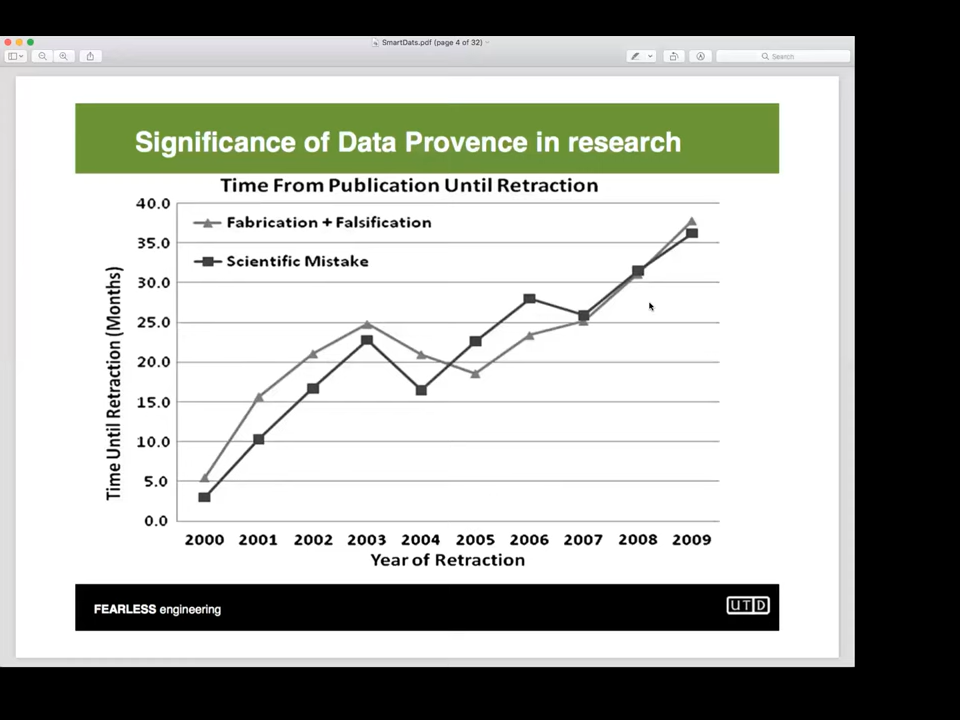 SmartDats.pdf (page 4 of 32)
Search
Significance of Data Provence in research
Time From Publication Until Retraction
40.0
35.0
30.0
25.0
20.0
15.0
10.0
5.0
0.0
Time Until Retraction (Months)
Fabrication + Falsification
Scientific Mistake
2000 2001 2002 2003 2004 2005 2006 2007 2008 2009
Year of Retraction
FEARLESS engineering
UTD